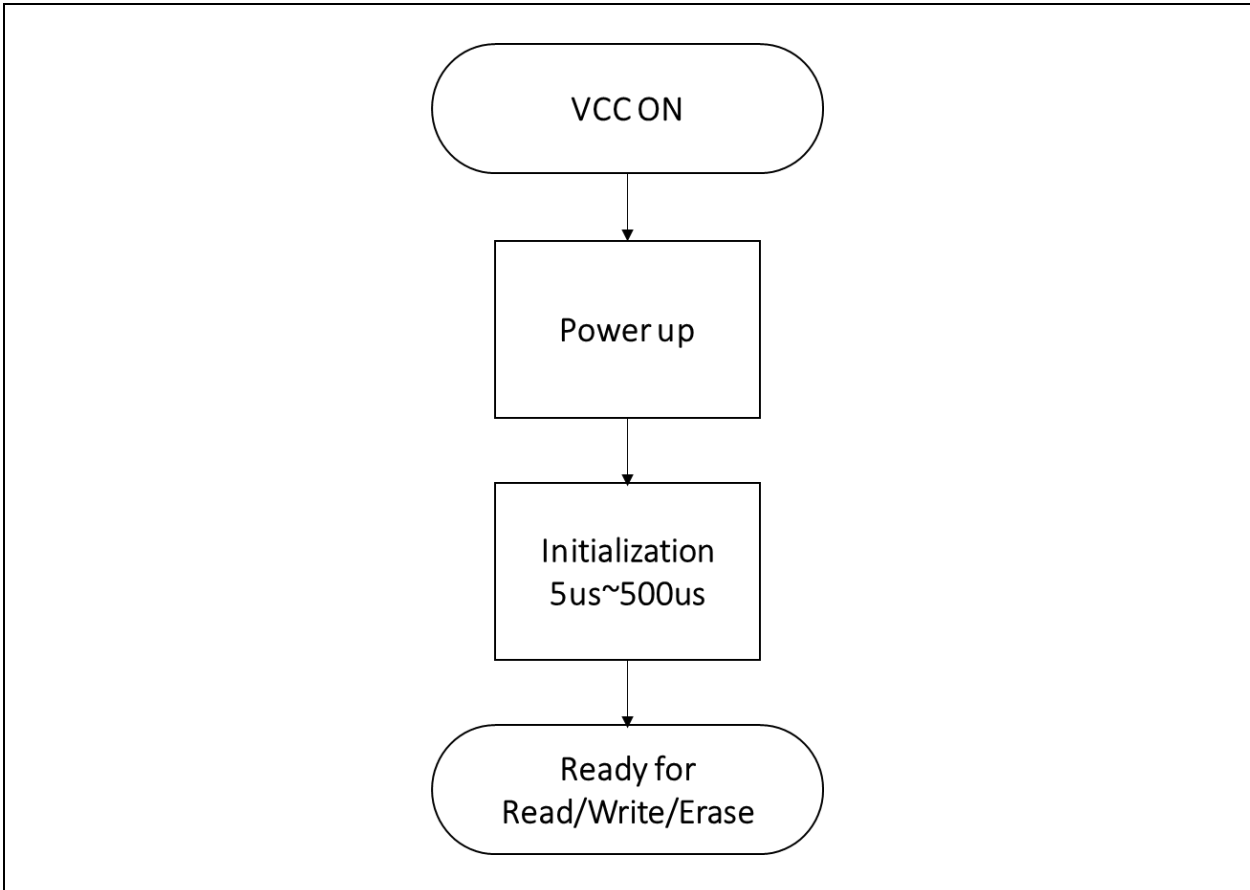 VCC ON
Power up
Initialization
5us~500us
Ready for
Read/Write/Erase